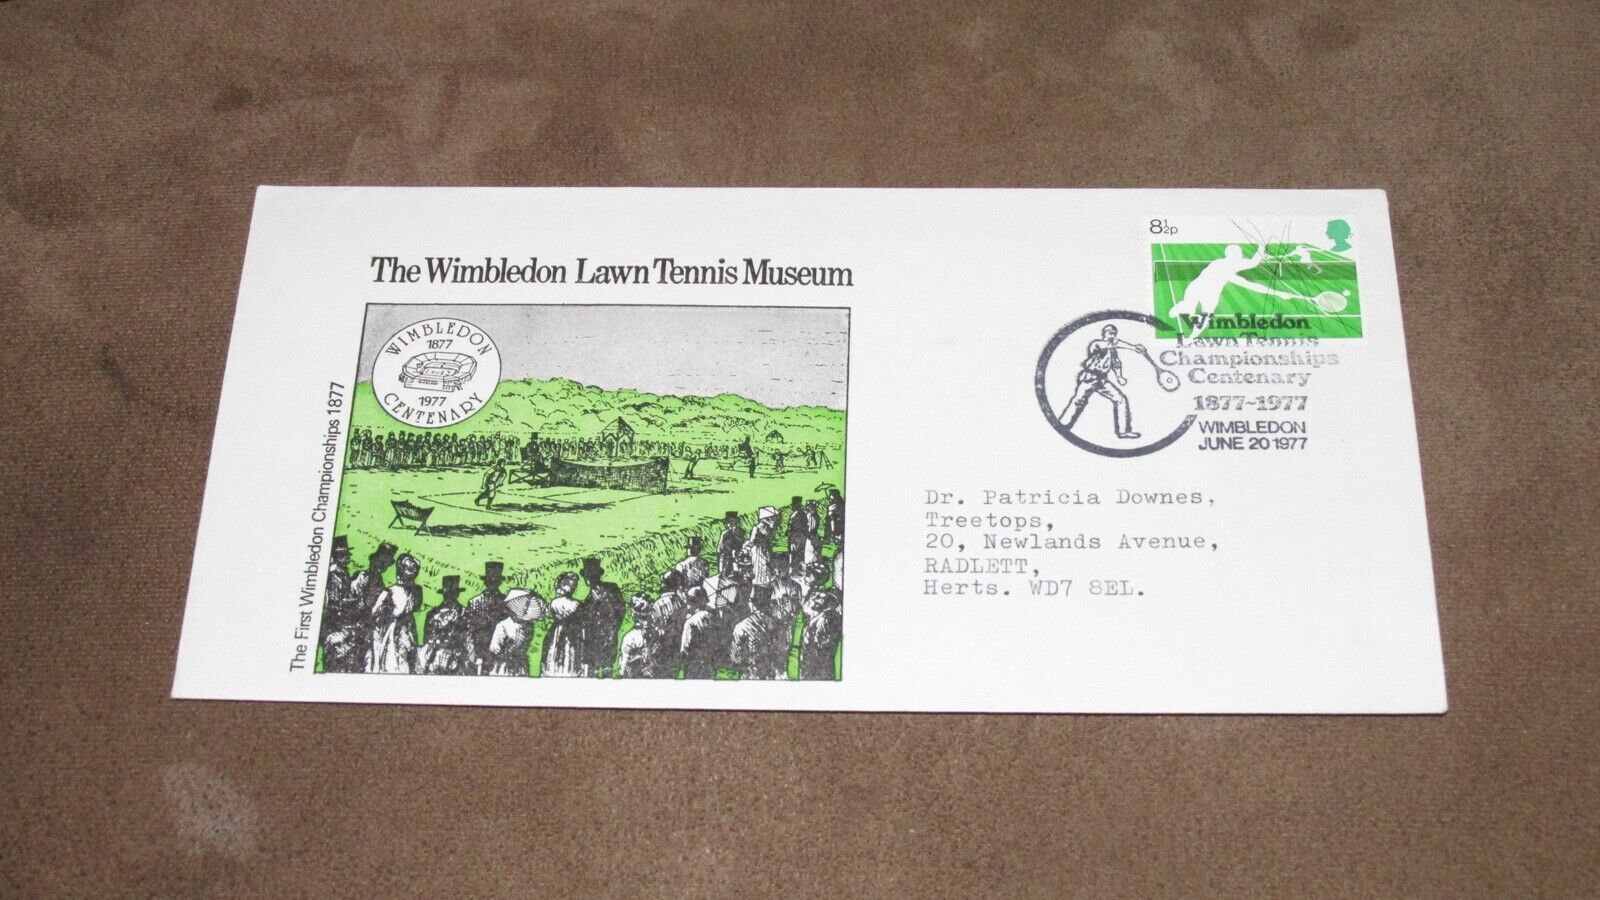 The Wimbledon Lawn Tennis Museum
WIMBLEDON
1877
1977
CENTENARY
The First Wimbledon Championships 1877
8½p
Wimbledon
Lawn Tennis
Championships
Centenary
1877~1977
WIMBLEDON
JUNE 20 1977
Dr. Patricia Downes,
Treetops,
20, Newlands Avenue,
RADLETT,
Herts. WD7 8EL.